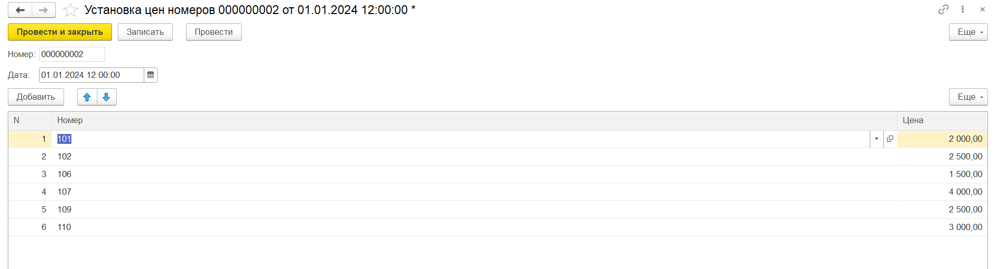 Установка цен номеров 000000002 от 01.01.2024 12:00:00 *
Провести и закрыть Записать Провести Еще
Номер: 000000002
Дата: 01.01.2024 12:00:00
Добавить Еще
N Номер Цена
1 101 2 000,00
2 102 2 500,00
3 106 1 500,00
4 107 4 000,00
5 109 2 500,00
6 110 3 000,00